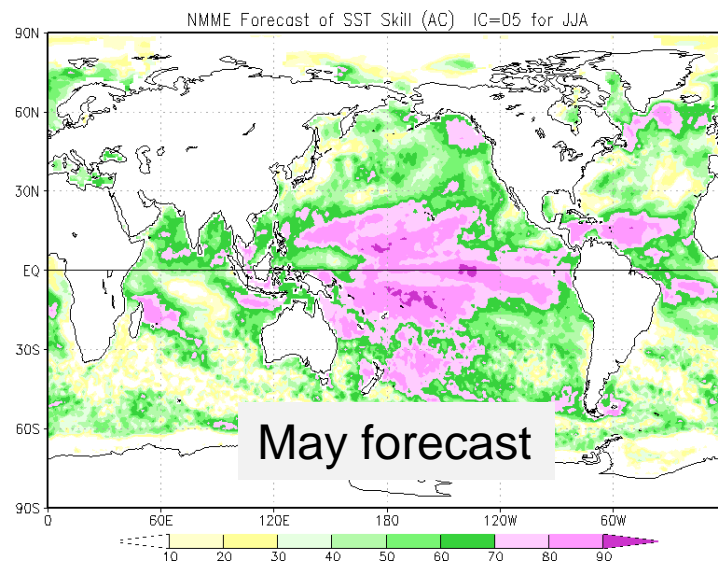 NMME Forecast of SST Skill (AC)  IC=05 for JJA
90N
60N
30N
EQ
30S
60S
90S
May forecast
0 60E 120E 180 120W 60W
10 20 30 40 50 60 70 80 90